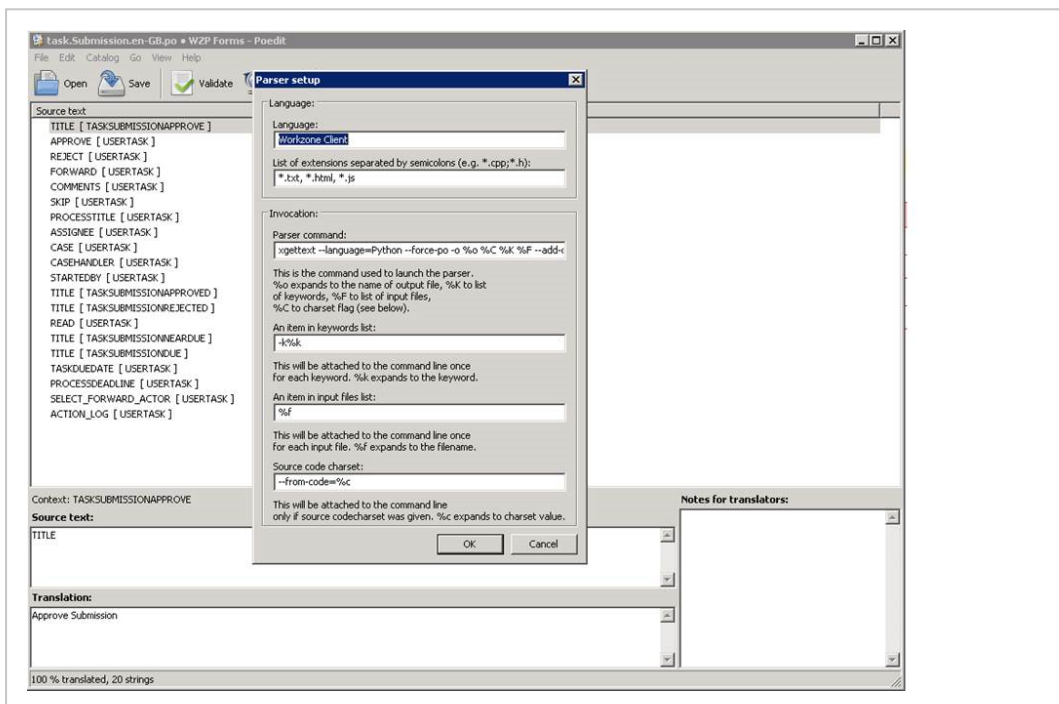 task.Submission.en-GB.po • W2P Forms - Poedit
File Edit Catalog Go View Help
Open Save Validate
Source text
TITLE [ TASKSUBMISSIONAPPROVE ]
APPROVE [ USERTASK ]
REJECT [ USERTASK ]
FORWARD [ USERTASK ]
COMMENTS [ USERTASK ]
SKIP [ USERTASK ]
PROCESSTITLE [ USERTASK ]
ASSIGNEE [ USERTASK ]
CASE [ USERTASK ]
CASEHANDLER [ USERTASK ]
STARTEDBY [ USERTASK ]
TITLE [ TASKSUBMISSIONAPPROVED ]
TITLE [ TASKSUBMISSIONREJECTED ]
READ [ USERTASK ]
TITLE [ TASKSUBMISSIONNEARDUE ]
TITLE [ TASKSUBMISSIONDUE ]
TASKDUEDATE [ USERTASK ]
PROCESSDEADLINE [ USERTASK ]
SELECT_FORWARD_ACTOR [ USERTASK ]
ACTION_LOG [ USERTASK ]
Parser setup
Language:
Language:
Workzone Client
List of extensions separated by semicolons (e.g. *.cpp;*.h):
*.txt, *.html, *.js
Invocation:
Parser command:
xgettext --language=Python --force-po -o %o %C %K %F --add-c
This is the command used to launch the parser.
%o expands to the name of output file, %K to list
of keywords, %F to list of input files,
%C to charset flag (see below).
An item in keywords list:
-k%k
This will be attached to the command line once
for each keyword. %k expands to the keyword.
An item in input files list:
%f
This will be attached to the command line once
for each input file. %f expands to the filename.
Source code charset:
--from-code=%c
This will be attached to the command line
only if source codecharset was given. %c expands to charset value.
OK Cancel
Context: TASKSUBMISSIONAPPROVE
Source text:
TITLE
Translation:
Approve Submission
Notes for translators:
100 % translated, 20 strings